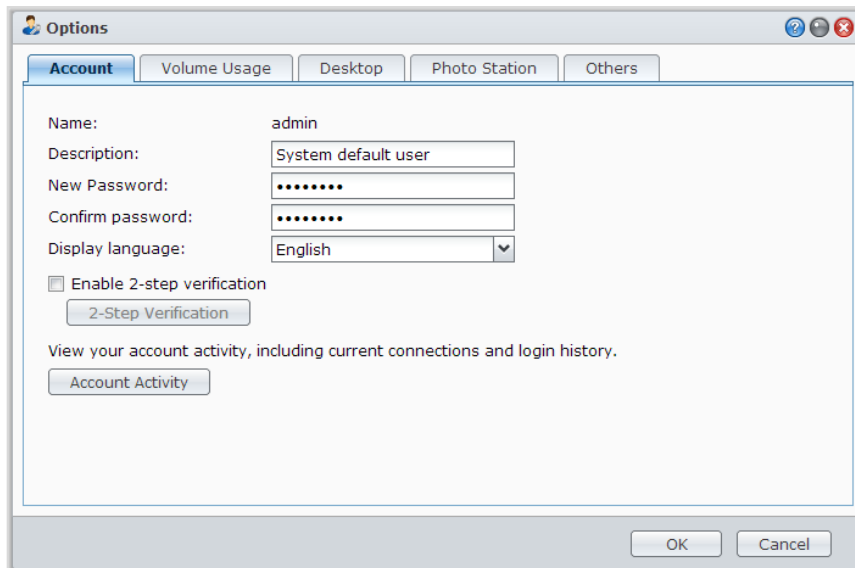 Options
Account Volume Usage Desktop Photo Station Others
Name: admin
Description: System default user
New Password: ••••••••
Confirm password: ••••••••
Display language: English
Enable 2-step verification
2-Step Verification
View your account activity, including current connections and login history.
Account Activity
OK Cancel